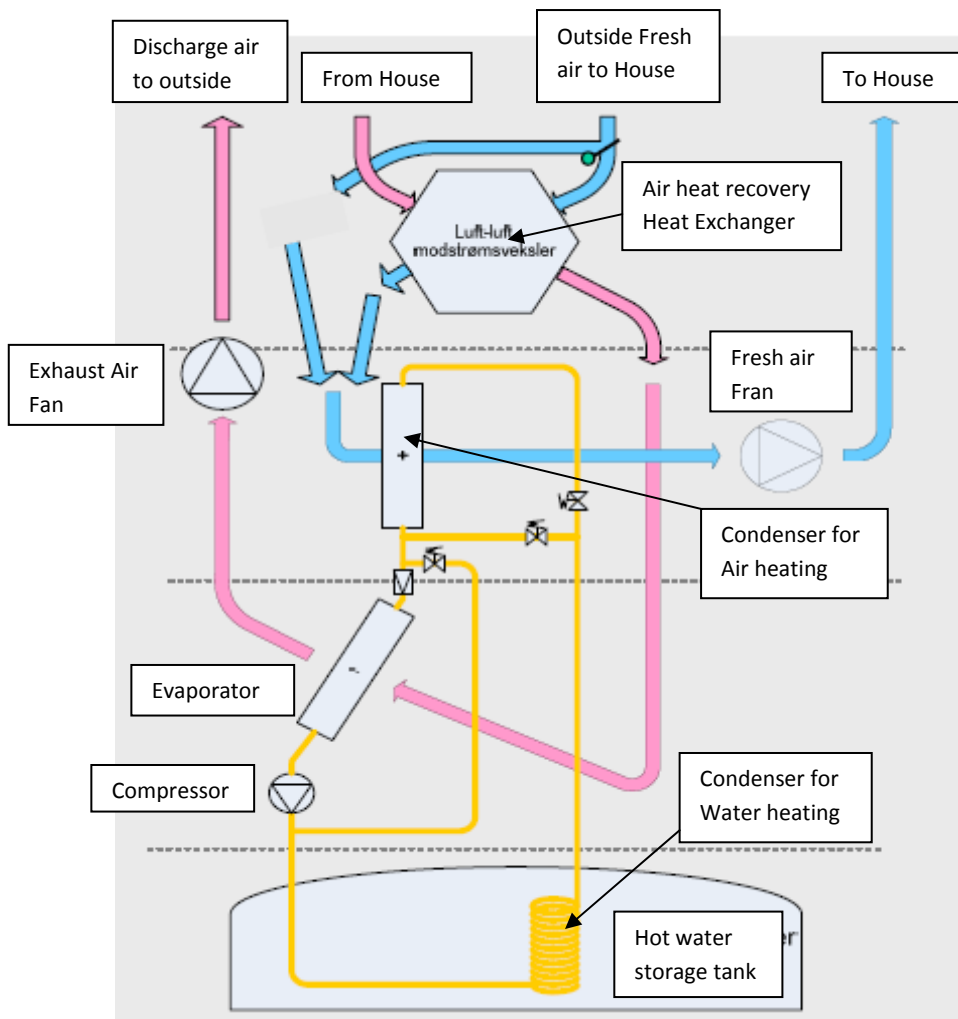 Discharge air
to outside
From House
Outside Fresh
air to House
To House
Air heat recovery
Heat Exchanger
Luft-luft
modstrømsveksler
Exhaust Air
Fan
Fresh air
Fran
+
Condenser for
Air heating
Evaporator
Compressor
Condenser for
Water heating
Hot water
storage tank
er